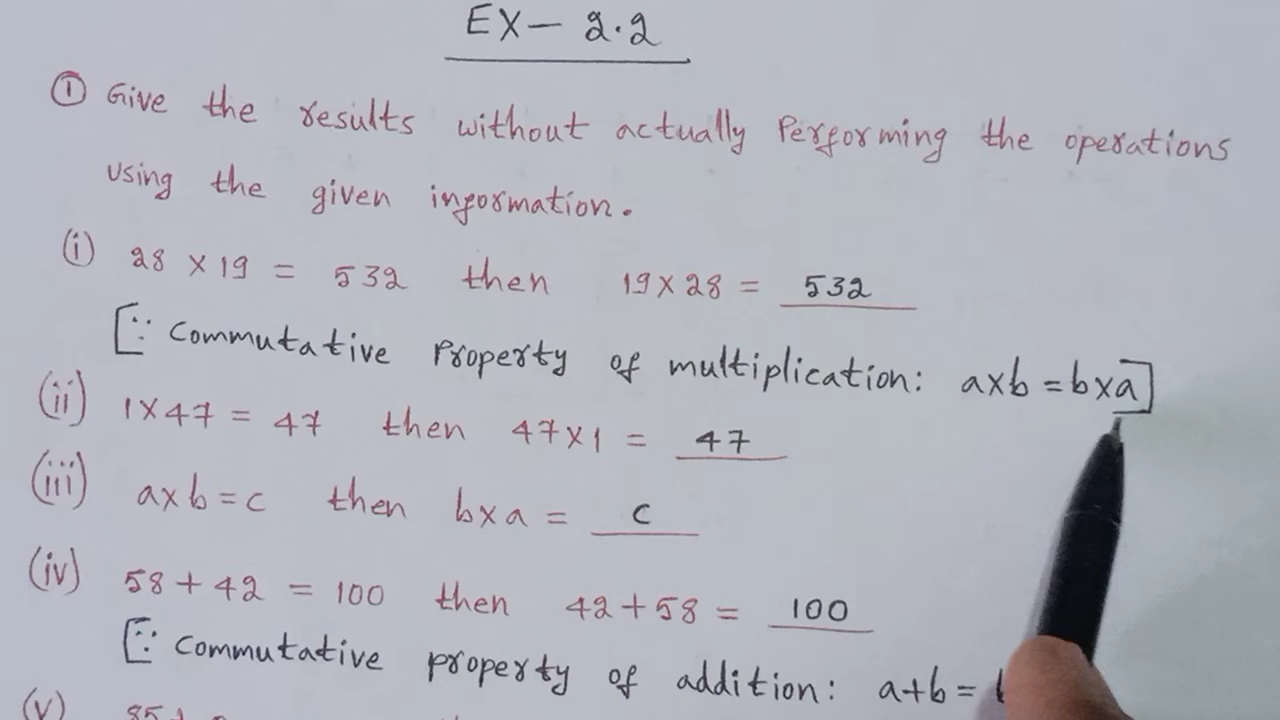 EX – 2.2
① Give the results without actually Performing the operations
using the given information.
(i) 28 × 19 = 532 then 19 × 28 = 532
[∵ Commutative Property of multiplication: a×b = b×a]
(ii) 1 × 47 = 47 then 47 × 1 = 47
(iii) a×b = c then b×a = c
(iv) 58 + 42 = 100 then 42 + 58 = 100
[∵ Commutative property of addition: a+b =
(v) 85 +